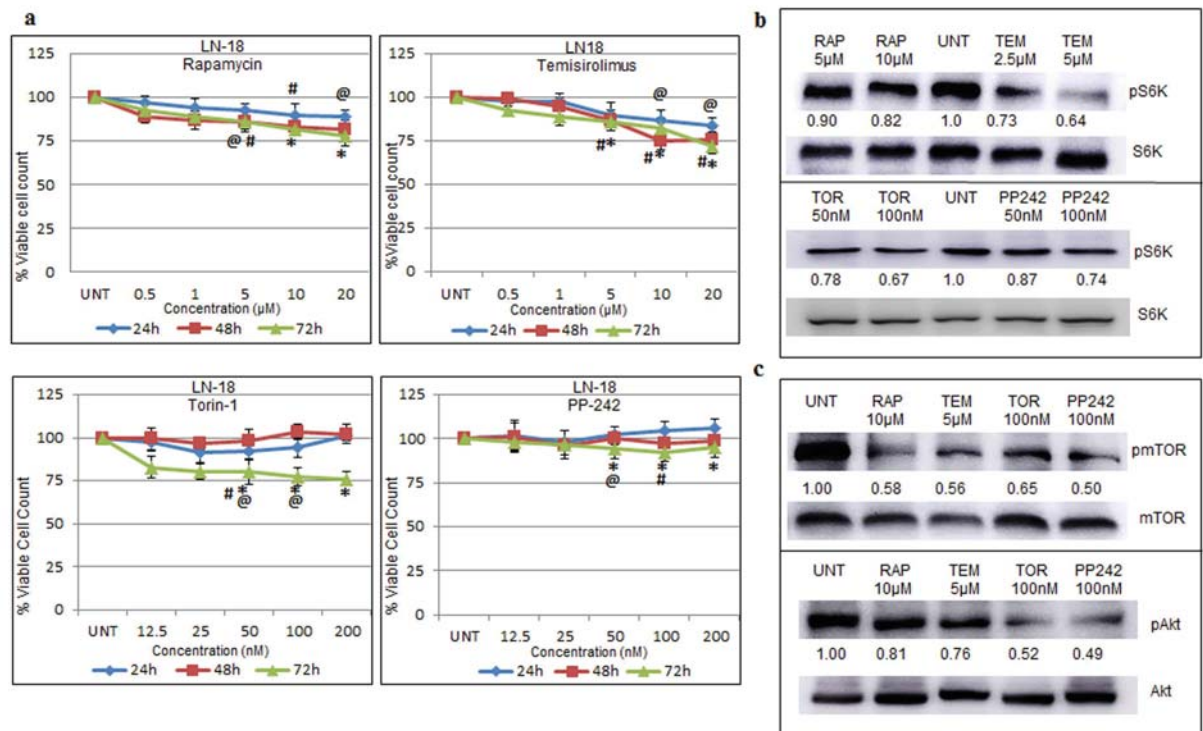 a
LN-18
Rapamycin
125
100
75
50
25
0
% Viable cell count
# @
@ # * *
UNT 0.5 1 5 10 20
Concentration (µM)
24h 48h 72h
LN18
Temisirolimus
125
100
75
50
25
0
% Viable cell count
@ @
#* #* #*
UNT 0.5 1 5 10 20
Concentration (µM)
24h 48h 72h
LN-18
Torin-1
125
100
75
50
25
0
% Viable Cell Count
# * * *
@ @
UNT 12.5 25 50 100 200
Concentration (nM)
24h 48h 72h
LN-18
PP-242
125
100
75
50
25
0
% Viable Cell Count
* * *
@ #
UNT 12.5 25 50 100 200
Concentration (nM)
24h 48h 72h
b
RAP RAP UNT TEM TEM
5µM 10µM 2.5µM 5µM
pS6K
0.90 0.82 1.0 0.73 0.64
S6K
TOR TOR UNT PP242 PP242
50nM 100nM 50nM 100nM
pS6K
0.78 0.67 1.0 0.87 0.74
S6K
c
UNT RAP TEM TOR PP242
10µM 5µM 100nM 100nM
pmTOR
1.00 0.58 0.56 0.65 0.50
mTOR
UNT RAP TEM TOR PP242
10µM 5µM 100nM 100nM
pAkt
1.00 0.81 0.76 0.52 0.49
Akt